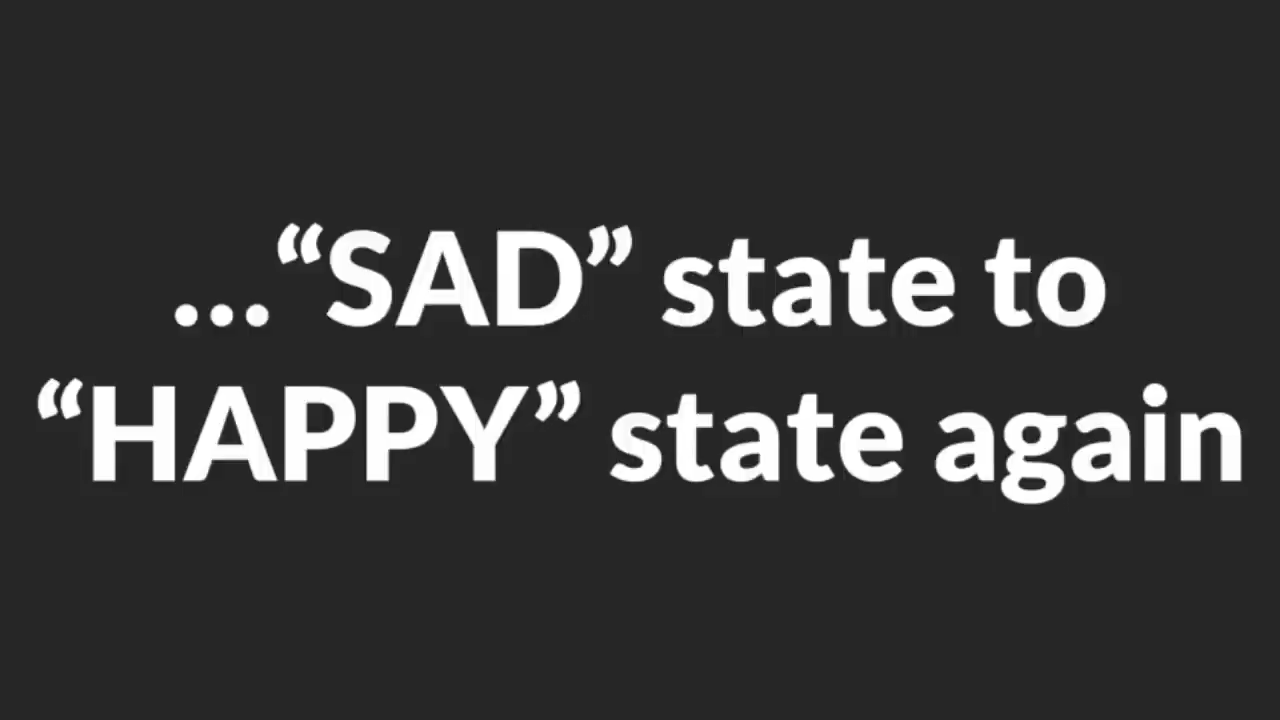 ...“SAD” state to
“HAPPY” state again